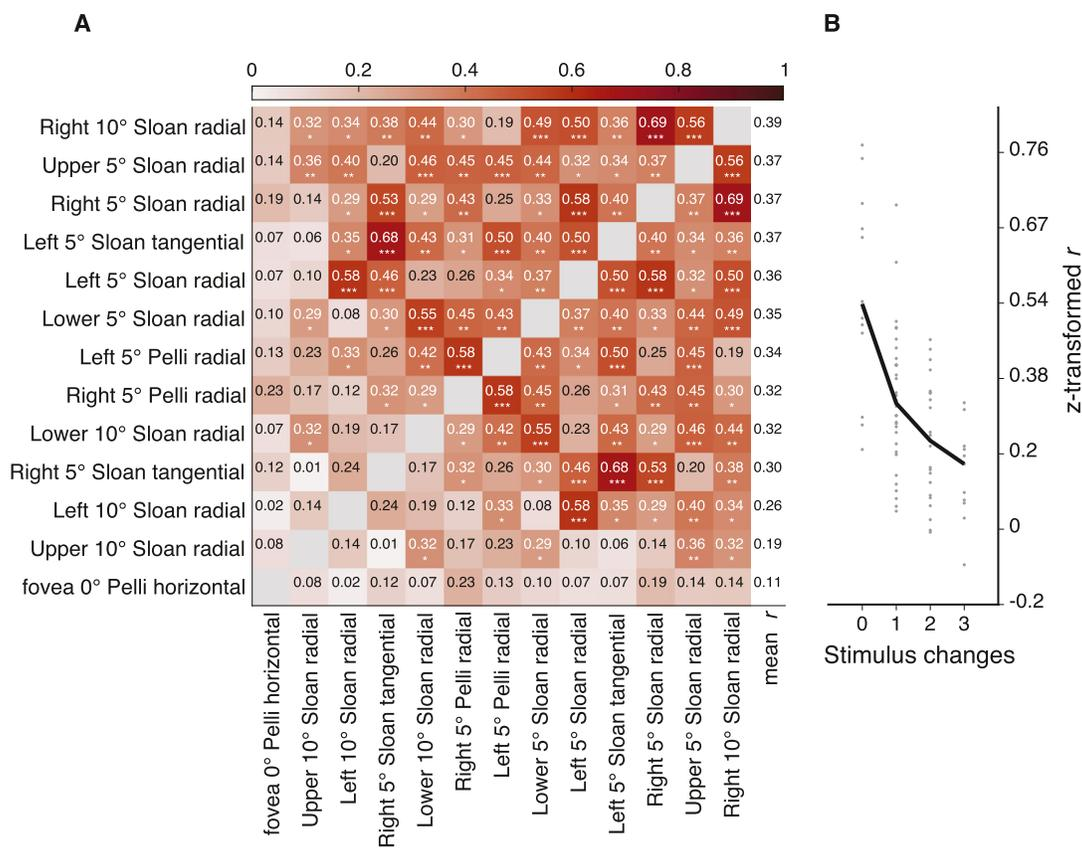 A
B
0 0.2 0.4 0.6 0.8 1
Right 10° Sloan radial 0.14 0.32 * 0.34 * 0.38 ** 0.44 ** 0.30 * 0.19 0.49 *** 0.50 *** 0.36 ** 0.69 *** 0.56 *** 0.39
Upper 5° Sloan radial 0.14 0.36 ** 0.40 ** 0.20 0.46 *** 0.45 ** 0.45 *** 0.44 ** 0.32 * 0.34 * 0.37 ** 0.56 *** 0.37
Right 5° Sloan radial 0.19 0.14 0.29 * 0.53 *** 0.29 * 0.43 ** 0.25 0.33 * 0.58 *** 0.40 ** 0.37 ** 0.69 *** 0.37
Left 5° Sloan tangential 0.07 0.06 0.35 * 0.68 *** 0.43 ** 0.31 * 0.50 *** 0.40 ** 0.50 *** 0.40 ** 0.34 * 0.36 ** 0.37
Left 5° Sloan radial 0.07 0.10 0.58 *** 0.46 *** 0.23 0.26 0.34 * 0.37 ** 0.50 *** 0.58 *** 0.32 * 0.50 *** 0.36
Lower 5° Sloan radial 0.10 0.29 * 0.08 0.30 * 0.55 *** 0.45 ** 0.43 ** 0.37 ** 0.40 ** 0.33 * 0.44 ** 0.49 *** 0.35
Left 5° Pelli radial 0.13 0.23 0.33 * 0.26 0.42 ** 0.58 *** 0.43 ** 0.34 * 0.50 *** 0.25 0.45 *** 0.19 0.34
Right 5° Pelli radial 0.23 0.17 0.12 0.32 * 0.29 * 0.58 *** 0.45 ** 0.26 0.31 * 0.43 ** 0.45 ** 0.30 * 0.32
Lower 10° Sloan radial 0.07 0.32 * 0.19 0.17 0.29 * 0.42 ** 0.55 *** 0.23 0.43 ** 0.29 * 0.46 *** 0.44 ** 0.32
Right 5° Sloan tangential 0.12 0.01 0.24 0.17 0.32 * 0.26 0.30 * 0.46 *** 0.68 *** 0.53 *** 0.20 0.38 ** 0.30
Left 10° Sloan radial 0.02 0.14 0.24 0.19 0.12 0.33 * 0.08 0.58 *** 0.35 * 0.29 * 0.40 ** 0.34 * 0.26
Upper 10° Sloan radial 0.08 0.14 0.01 0.32 * 0.17 0.23 0.29 * 0.10 0.06 0.14 0.36 ** 0.32 * 0.19
fovea 0° Pelli horizontal 0.08 0.02 0.12 0.07 0.23 0.13 0.10 0.07 0.07 0.19 0.14 0.14 0.11
fovea 0° Pelli horizontal
Upper 10° Sloan radial
Left 10° Sloan radial
Right 5° Sloan tangential
Lower 10° Sloan radial
Right 5° Pelli radial
Left 5° Pelli radial
Lower 5° Sloan radial
Left 5° Sloan radial
Left 5° Sloan tangential
Right 5° Sloan radial
Upper 5° Sloan radial
Right 10° Sloan radial
mean r
0.76
0.67
0.54
0.38
0.2
0
-0.2
z-transformed r
0 1 2 3
Stimulus changes